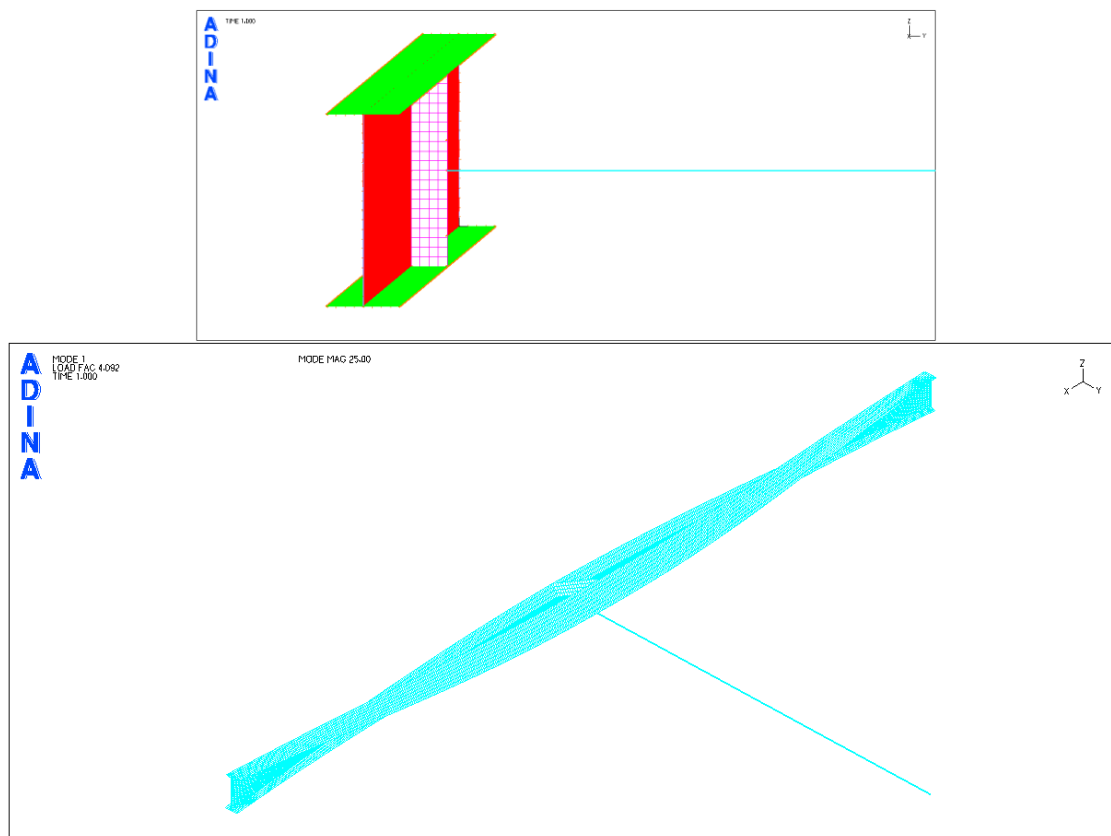 ADINA
TIME 1.000
Z
X Y
ADINA
MODE 1
LOAD FAC 4.092
TIME 1.000
MODE MAG 25.00
Z
X Y